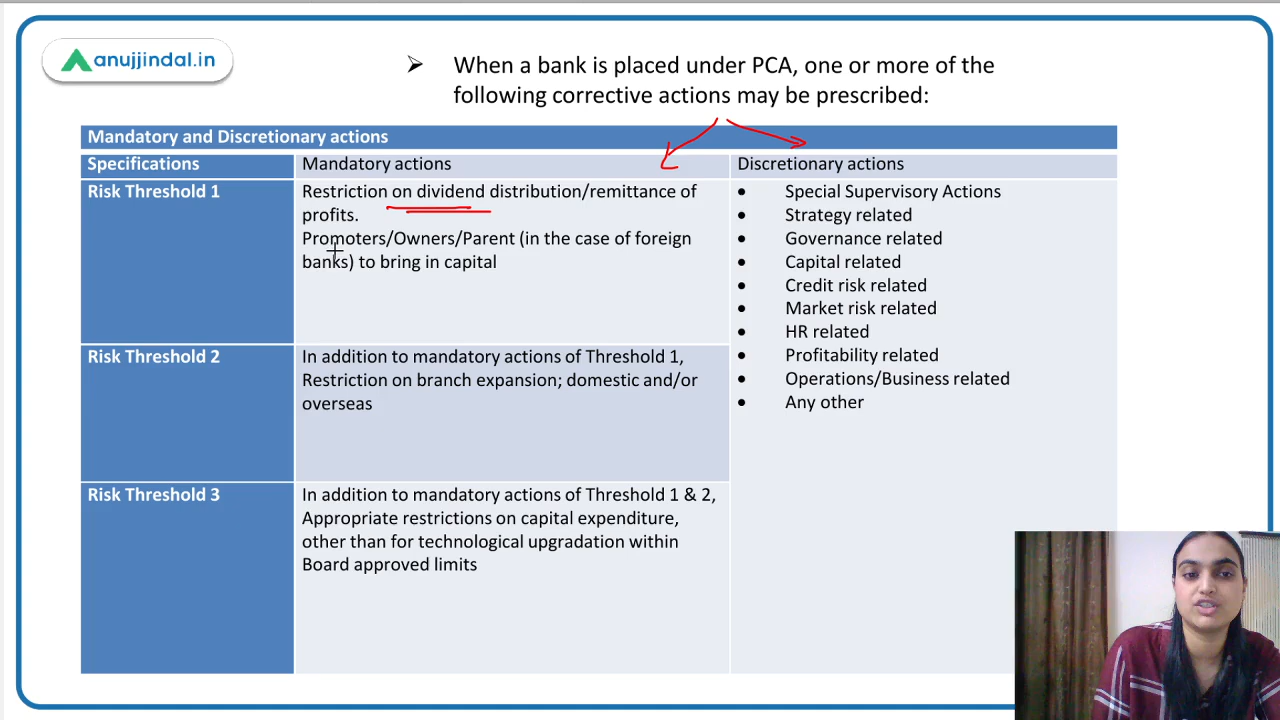 anujjindal.in
➢ When a bank is placed under PCA, one or more of the
following corrective actions may be prescribed:
Mandatory and Discretionary actions
Specifications
Mandatory actions
Discretionary actions
Risk Threshold 1
Restriction on dividend distribution/remittance of
profits.
Promoters/Owners/Parent (in the case of foreign
banks) to bring in capital
• Special Supervisory Actions
• Strategy related
• Governance related
• Capital related
• Credit risk related
• Market risk related
• HR related
• Profitability related
• Operations/Business related
• Any other
Risk Threshold 2
In addition to mandatory actions of Threshold 1,
Restriction on branch expansion; domestic and/or
overseas
Risk Threshold 3
In addition to mandatory actions of Threshold 1 & 2,
Appropriate restrictions on capital expenditure,
other than for technological upgradation within
Board approved limits